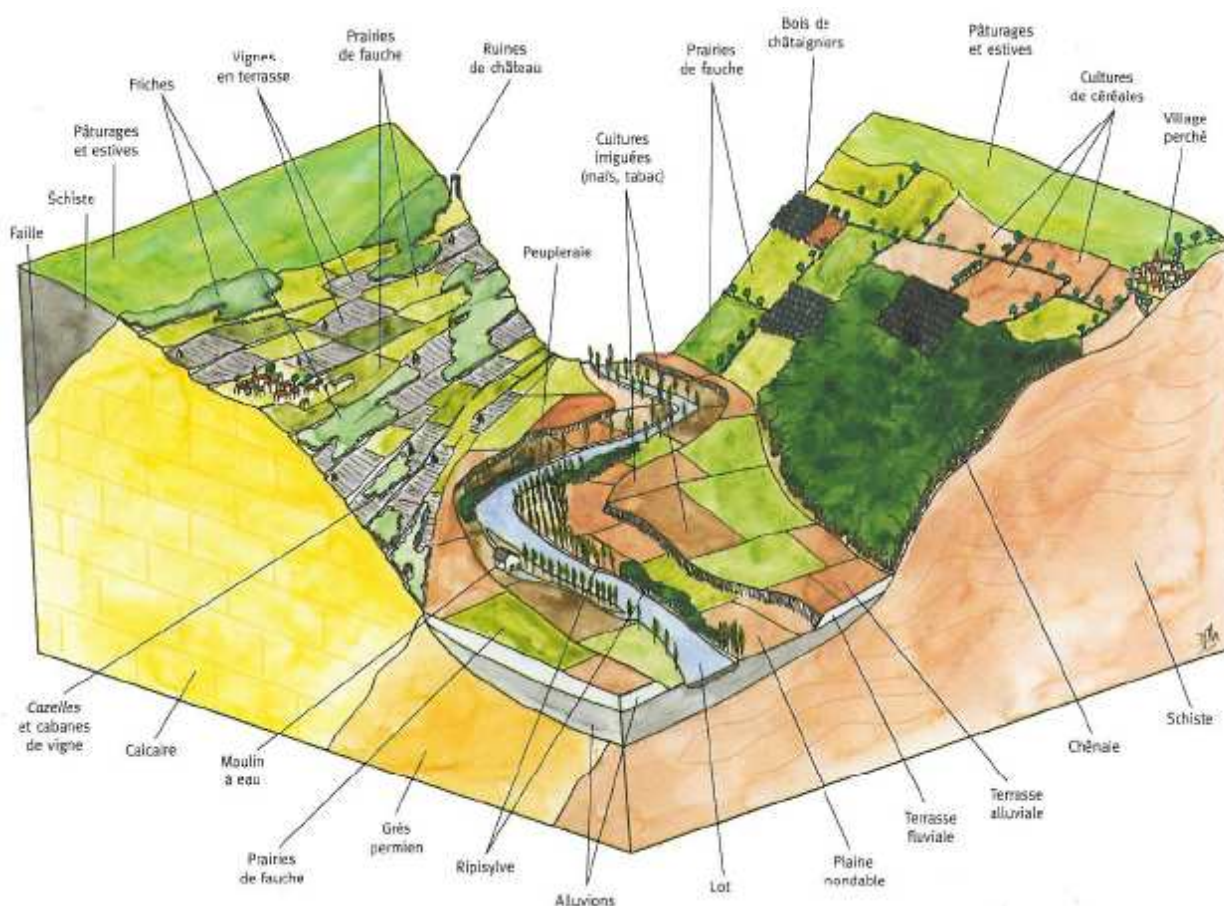 Bois de
châtaigniers
Pâturages
et estives
Prairies
de fauche
Ruines
de château
Prairies
de fauche
Vignes
en terrasse
Cultures
de céréales
Friches
Village
perché
Pâturages
et estives
Cultures
irriguées
(maïs, tabac)
Schiste
Faille
Peupleraie
Cazelles
et cabanes
de vigne
Calcaire
Moulin
à eau
Schiste
Chênaie
Terrasse
alluviale
Terrasse
fluviale
Grès
permien
Prairies
de fauche
Ripisylve
Plaine
inondable
Lot
Alluvions